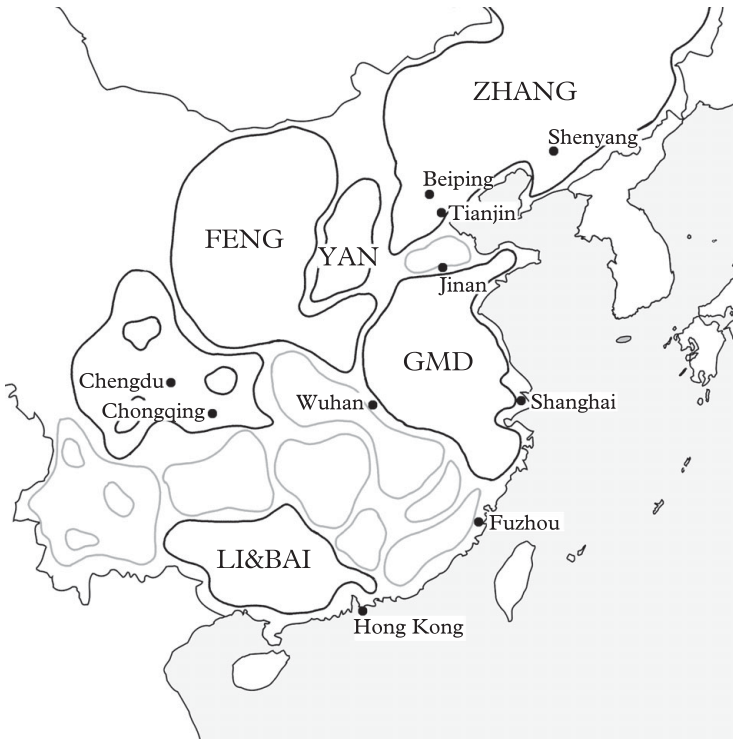 ZHANG
Shenyang
Beiping
Tianjin
FENG
YAN
Jinan
GMD
Chengdu
Wuhan
Shanghai
Chongqing
Fuzhou
LI&BAI
Hong Kong